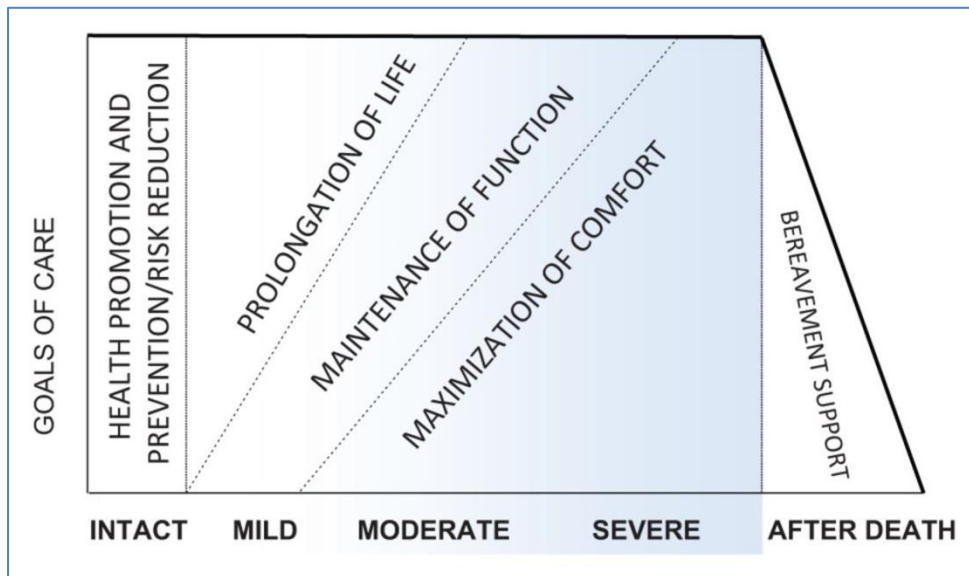 GOALS OF CARE
HEALTH PROMOTION AND
PREVENTION/RISK REDUCTION
PROLONGATION OF LIFE
MAINTENANCE OF FUNCTION
MAXIMIZATION OF COMFORT
BEREAVEMENT SUPPORT
INTACT
MILD
MODERATE
SEVERE
AFTER DEATH